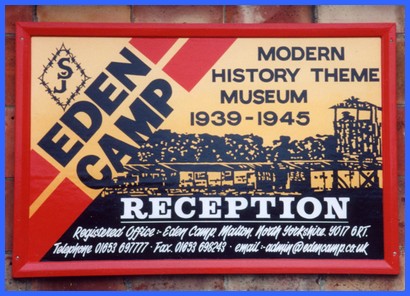 SJ
EDEN
CAMP
MODERN
HISTORY THEME
MUSEUM
1939-1945
RECEPTION
Registered Office:- Eden Camp, Malton, North Yorkshire. YO17 6RT.
Telephone 01653 697777 · Fax. 01653 698243 · email:- admin@edencamp.co.uk